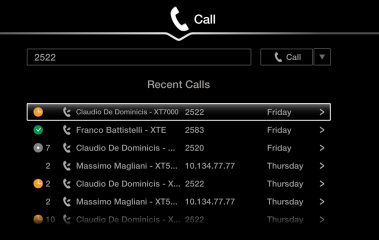 Call
2522 Call
Recent Calls
Claudio De Dominicis - XT7000 2522 Friday
Franco Battistelli - XTE 2583 Friday
7 Claudio De Dominicis - ... 2520 Friday
2 Massimo Magliani - XT5... 10.134.77.77 Thursday
2 Claudio De Dominicis - X... 2522 Thursday
2 Massimo Magliani - XT5... 10.134.77.77 Thursday
10 Claudio De Dominicis - X... 2522 Thursday